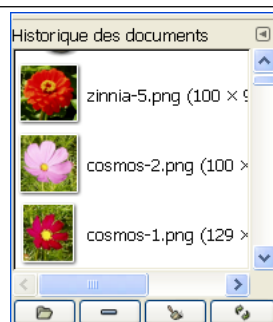 Historique des documents
zinnia-5.png (100 ×
cosmos-2.png (100 ×
cosmos-1.png (129 ×